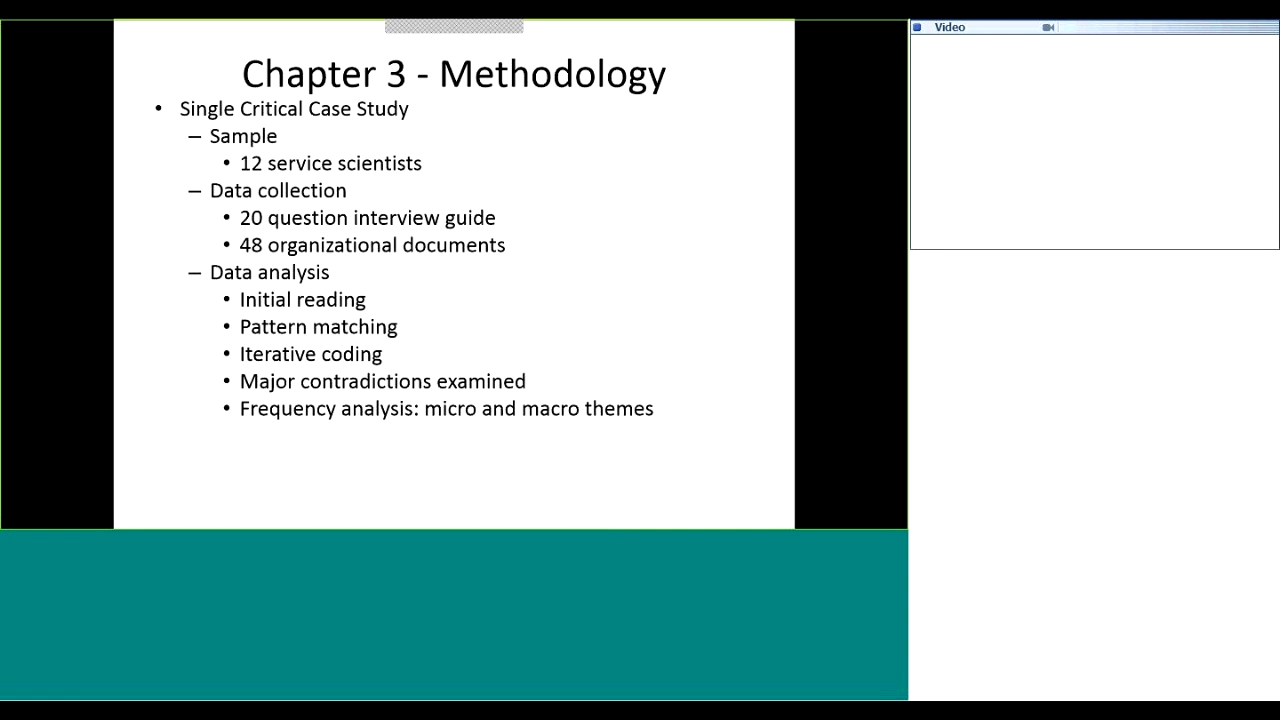 Video
Chapter 3 - Methodology
• Single Critical Case Study
– Sample
• 12 service scientists
– Data collection
• 20 question interview guide
• 48 organizational documents
– Data analysis
• Initial reading
• Pattern matching
• Iterative coding
• Major contradictions examined
• Frequency analysis: micro and macro themes